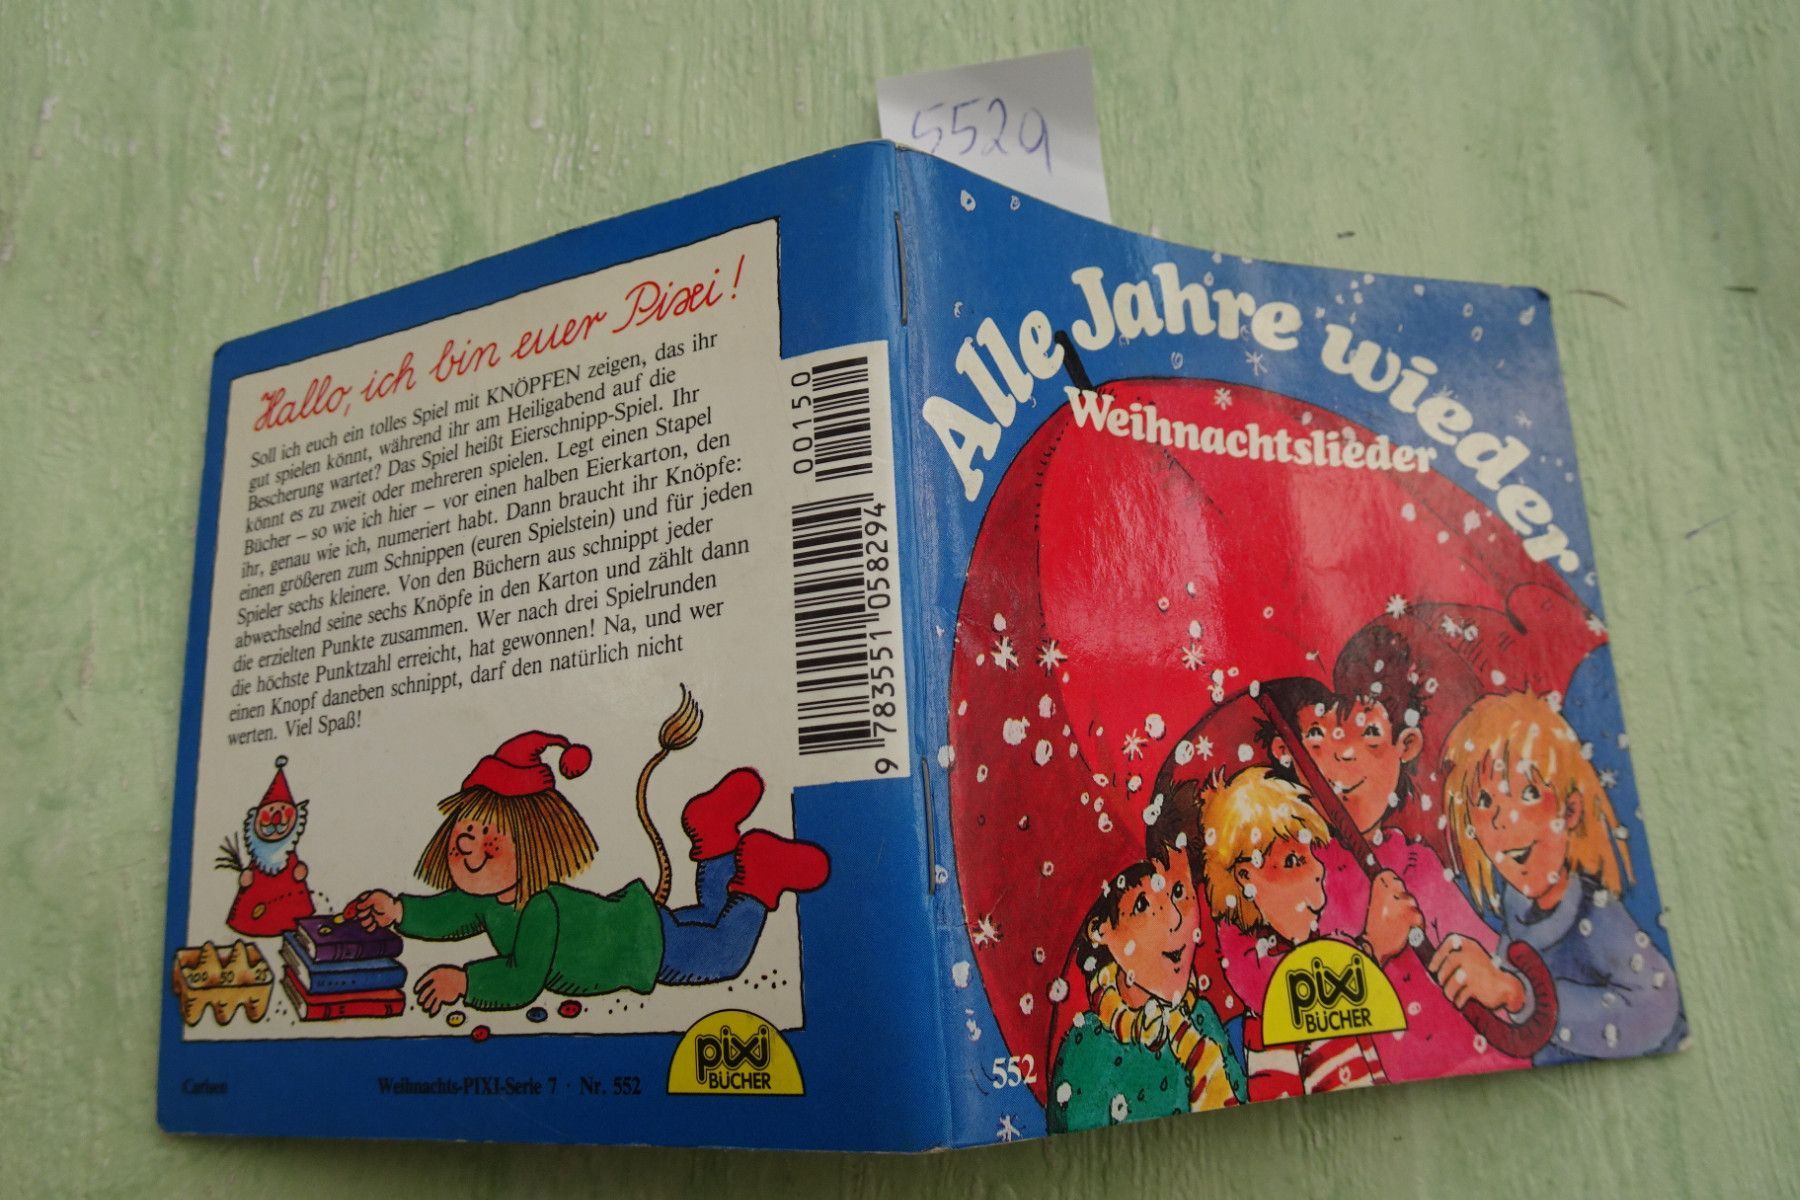 552a
Hallo, ich bin euer Pixi!
Soll ich euch ein tolles Spiel mit KNÖPFEN zeigen, das ihr
gut spielen könnt, während ihr am Heiligabend auf die
Bescherung wartet? Das Spiel heißt Eierschnipp-Spiel. Ihr
könnt es zu zweit oder mehreren spielen. Legt einen Stapel
Bücher – so wie ich hier – vor einen halben Eierkarton, den
ihr, genau wie ich, numeriert habt. Dann braucht ihr Knöpfe:
einen größeren zum Schnippen (euren Spielstein) und für jeden
Spieler sechs kleinere. Von den Büchern aus schnippt jeder
abwechselnd seine sechs Knöpfe in den Karton und zählt dann
die erzielten Punkte zusammen. Wer nach drei Spielrunden
die höchste Punktzahl erreicht, hat gewonnen! Na, und wer
einen Knopf daneben schnippt, darf den natürlich nicht
werten. Viel Spaß!
100 50 25
00150
9 783551 058294
Carlsen
Weihnachts-PIXI-Serie 7 · Nr. 552
pixi
BÜCHER
Alle Jahre wieder
Weihnachtslieder
pixi
BÜCHER
552